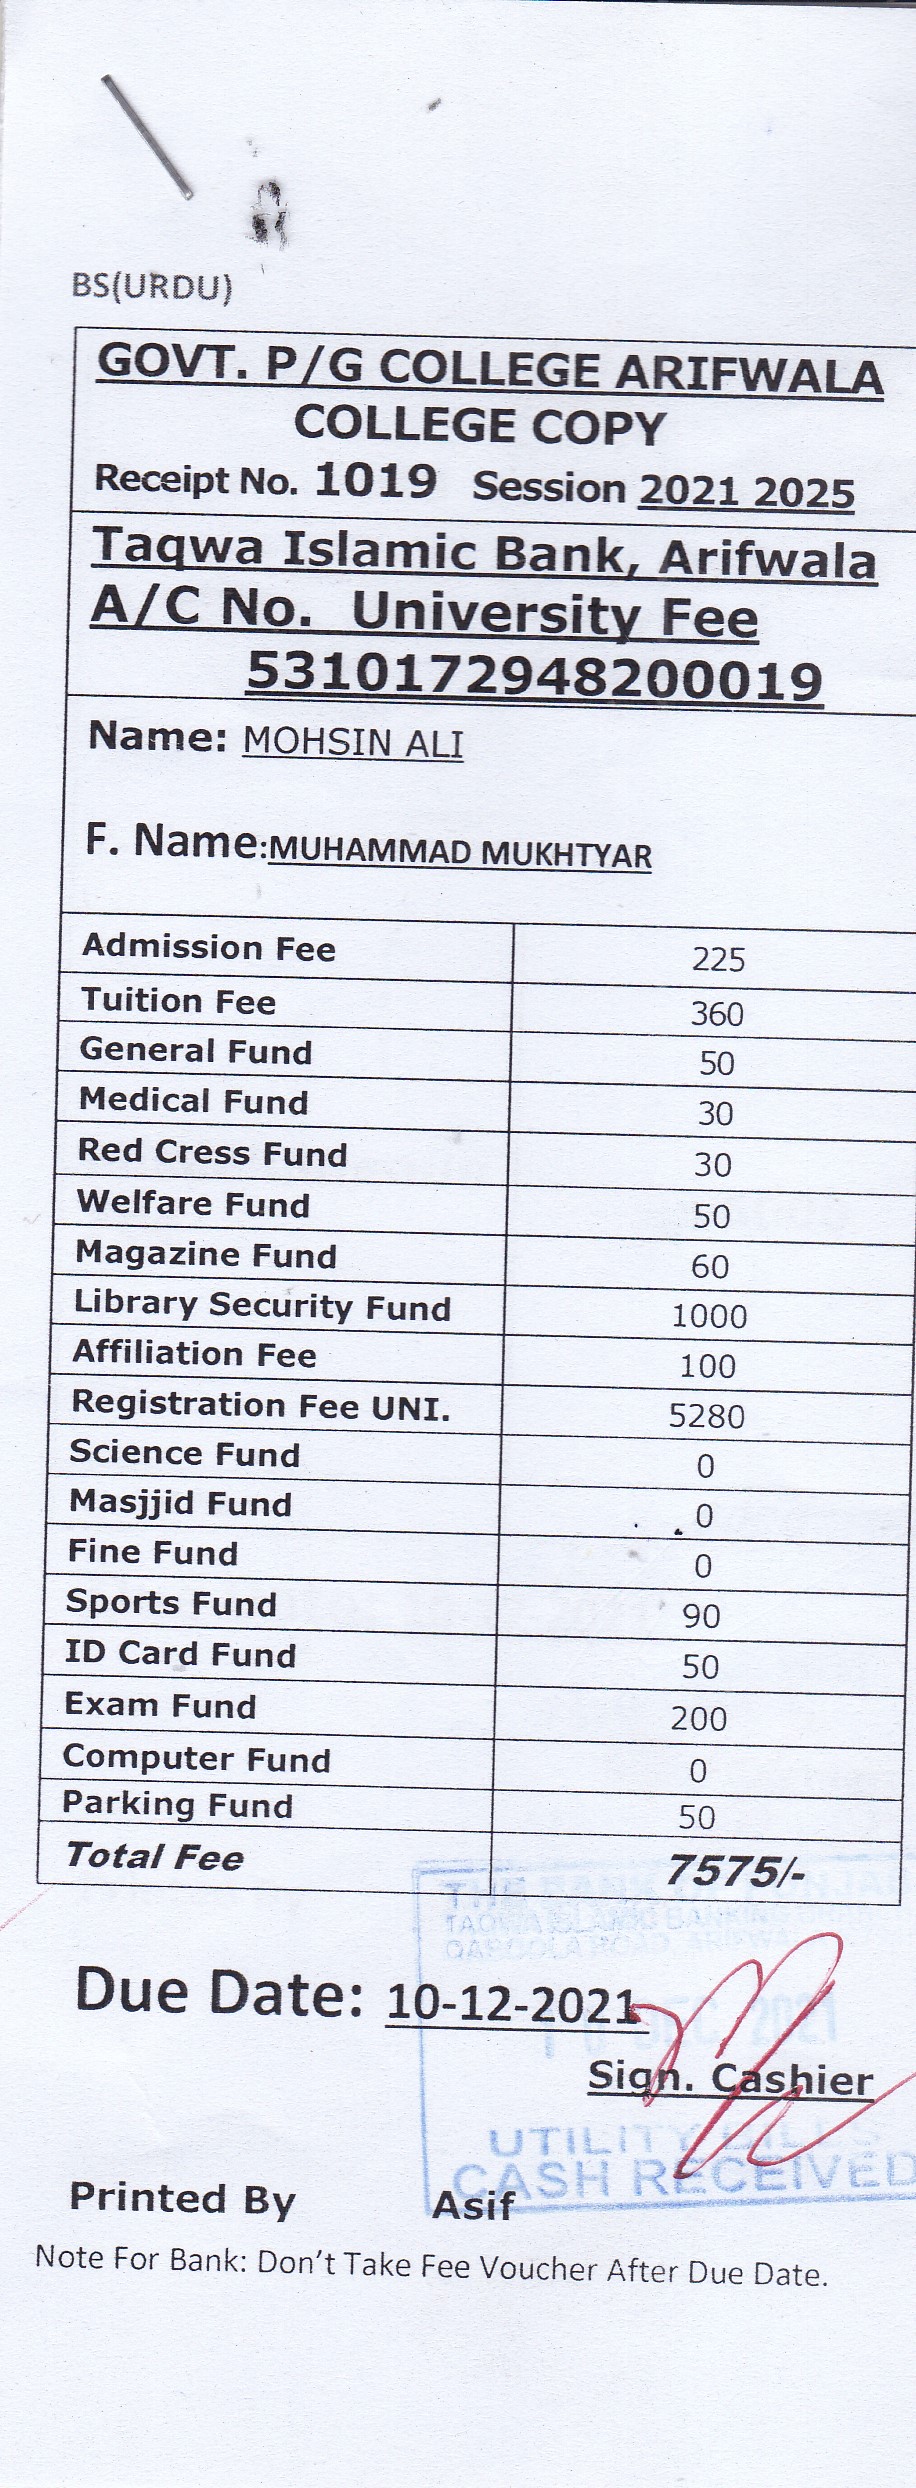 BS(URDU)
GOVT. P/G COLLEGE ARIFWALA
COLLEGE COPY
Receipt No. 1019 Session 2021 2025
Taqwa Islamic Bank, Arifwala
A/C No. University Fee
5310172948200019
Name: MOHSIN ALI
F. Name:MUHAMMAD MUKHTYAR
Admission Fee 225
Tuition Fee 360
General Fund 50
Medical Fund 30
Red Cress Fund 30
Welfare Fund 50
Magazine Fund 60
Library Security Fund 1000
Affiliation Fee 100
Registration Fee UNI. 5280
Science Fund 0
Masjjid Fund 0
Fine Fund 0
Sports Fund 90
ID Card Fund 50
Exam Fund 200
Computer Fund 0
Parking Fund 50
Total Fee 7575/-
THE BANK OF PUNJAB
TAQWA ISLAMIC BANKING
QABOOLA ROAD, ARIFWALA
Due Date: 10-12-2021
DEC 2021
Sign. Cashier
UTILITY BILLS
CASH RECEIVED
Printed By Asif
Note For Bank: Don't Take Fee Voucher After Due Date.